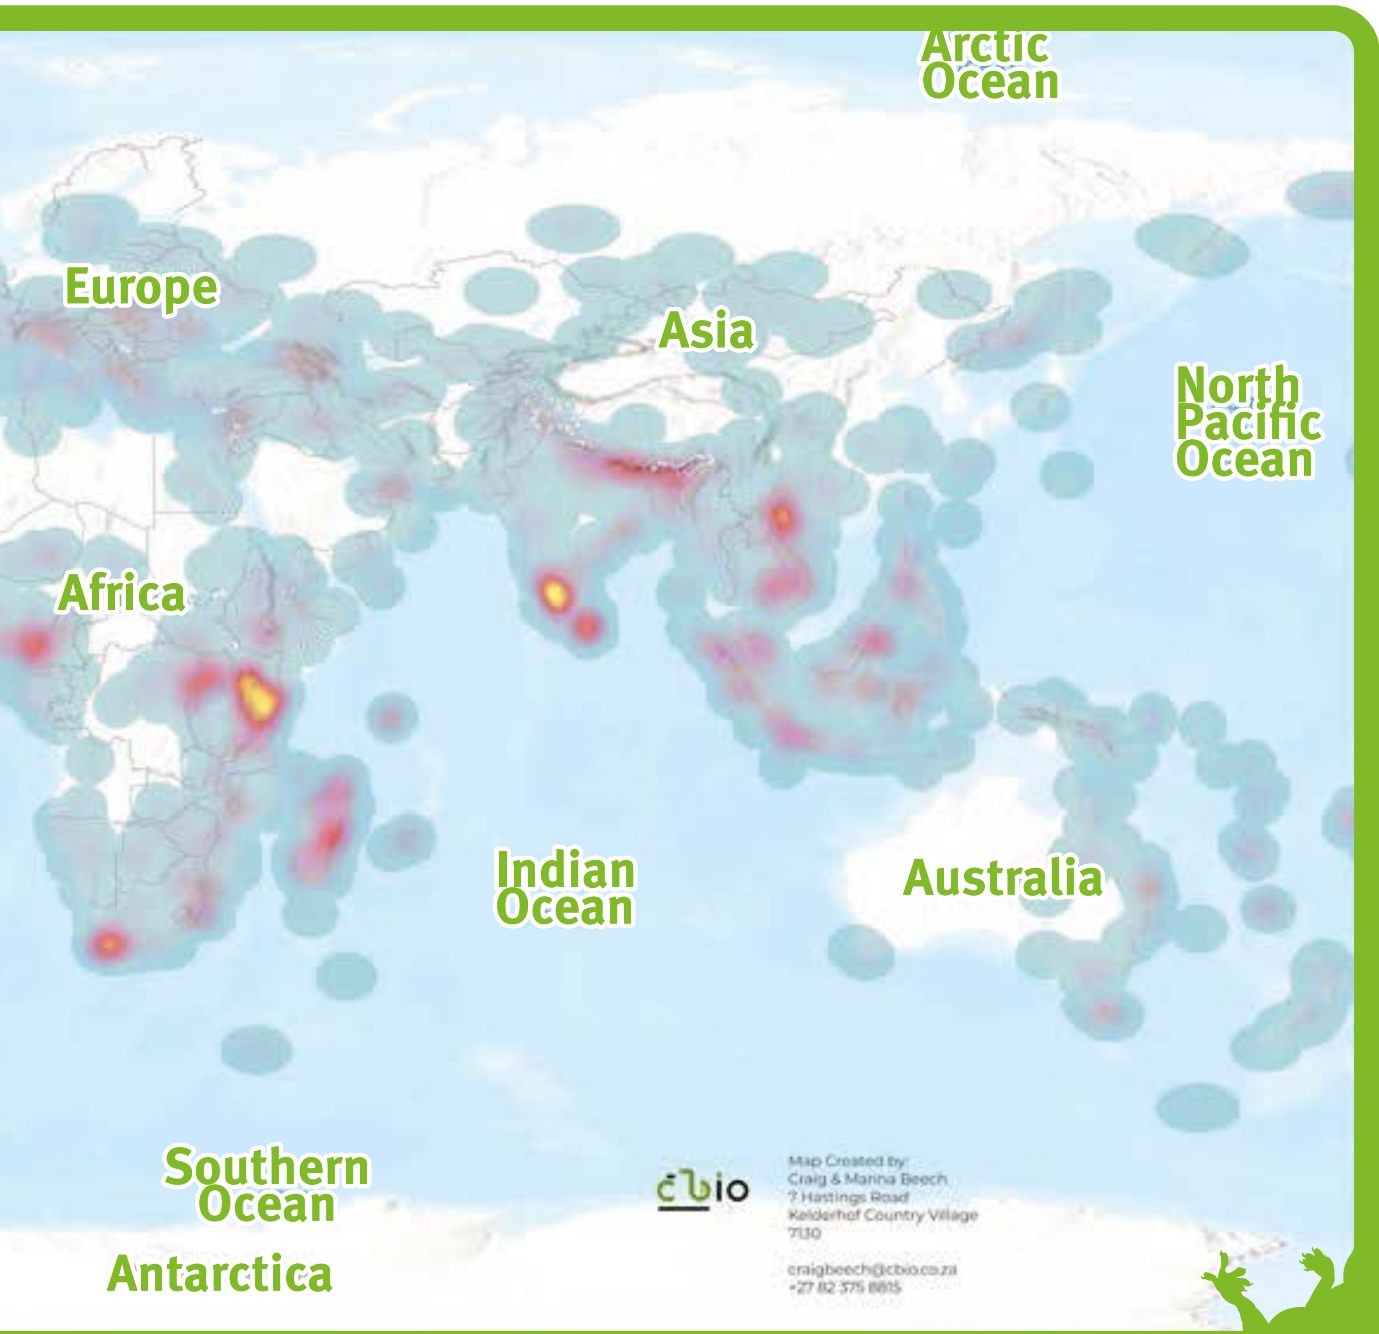 Arctic
Ocean
Europe
Asia
North
Pacific
Ocean
Africa
Indian
Ocean
Australia
Southern
Ocean
Antarctica
cbio
Map Created by:
Craig & Marina Beech
7 Hastings Road
Kelderhof Country Village
7130
craigbeech@cbio.co.za
+27 82 375 8815